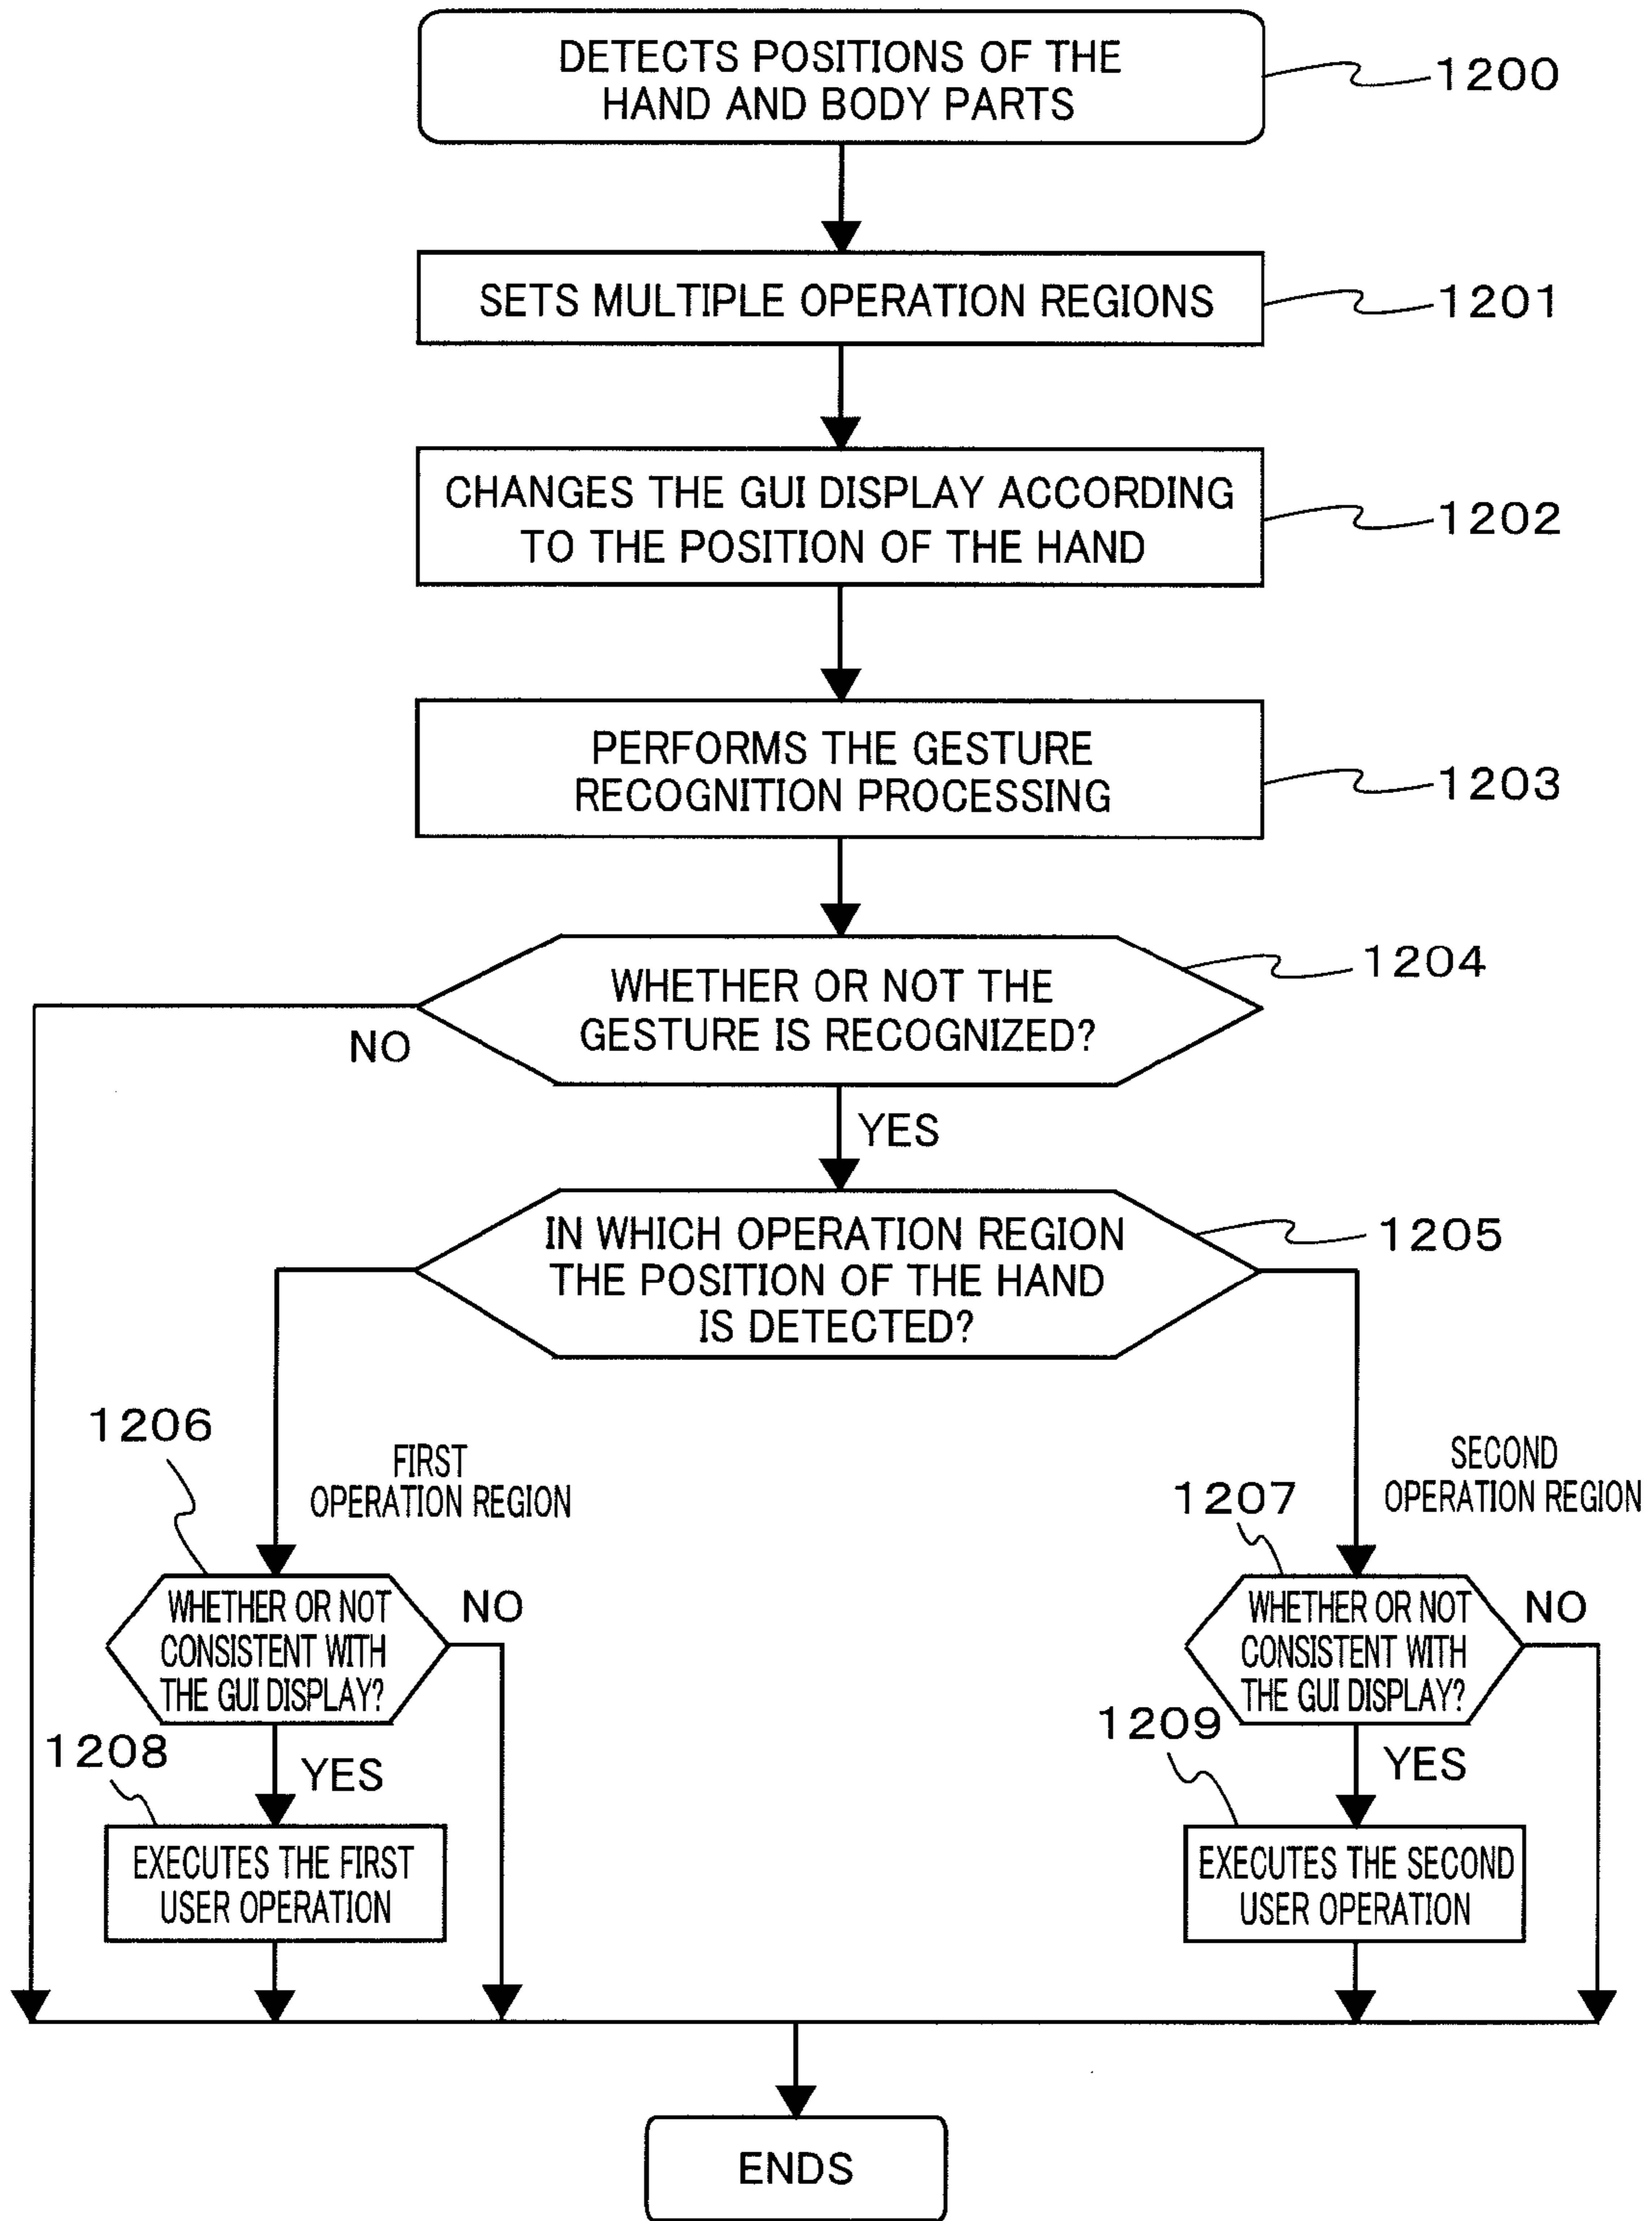 DETECTS POSITIONS OF THE
HAND AND BODY PARTS
1200
SETS MULTIPLE OPERATION REGIONS
1201
CHANGES THE GUI DISPLAY ACCORDING
TO THE POSITION OF THE HAND
1202
PERFORMS THE GESTURE
RECOGNITION PROCESSING
1203
WHETHER OR NOT THE
GESTURE IS RECOGNIZED?
1204
NO
YES
IN WHICH OPERATION REGION
THE POSITION OF THE HAND
IS DETECTED?
1205
1206
FIRST
OPERATION REGION
SECOND
OPERATION REGION
1207
WHETHER OR NOT
CONSISTENT WITH
THE GUI DISPLAY?
NO
WHETHER OR NOT
CONSISTENT WITH
THE GUI DISPLAY?
NO
1208
YES
1209
YES
EXECUTES THE FIRST
USER OPERATION
EXECUTES THE SECOND
USER OPERATION
ENDS